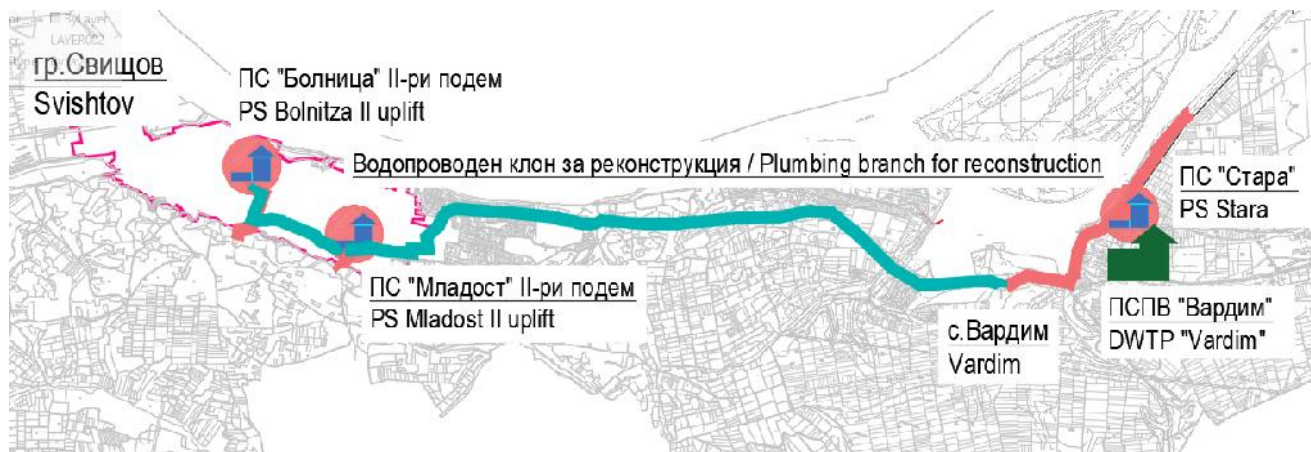 ByLayer
LAYER002
гр.Свищов
Svishtov
ПС "Болница" II-ри подем
PS Bolnitza II uplift
Водопроводен клон за реконструкция / Plumbing branch for reconstruction
ПС "Стара"
PS Stara
ПС "Младост" II-ри подем
PS Mladost II uplift
ПСПВ "Вардим"
DWTP "Vardim"
с.Вардим
Vardim